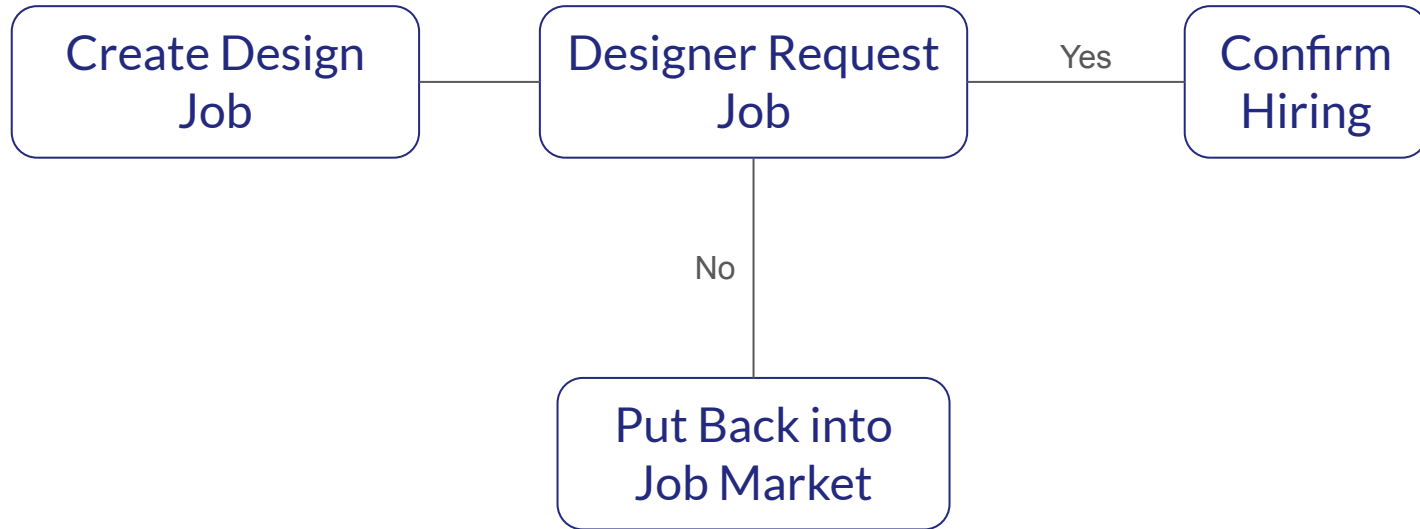 Create Design
Job
Designer Request
Job
Yes
Confirm
Hiring
No
Put Back into
Job Market